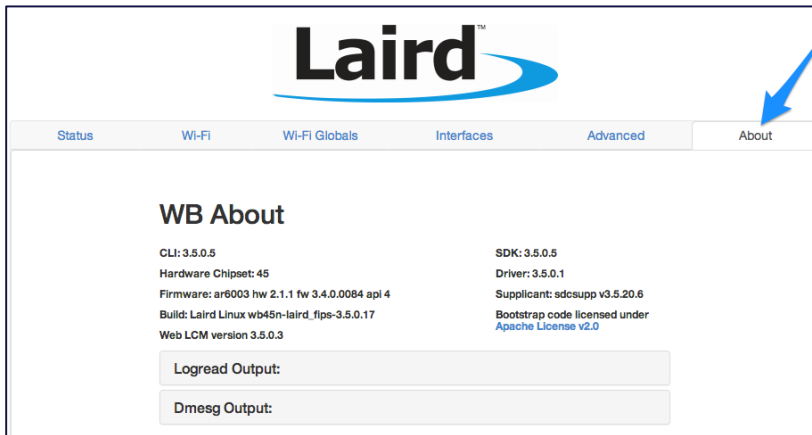 Laird™
Status Wi-Fi Wi-Fi Globals Interfaces Advanced About
WB About
CLI: 3.5.0.5
Hardware Chipset: 45
Firmware: ar6003 hw 2.1.1 fw 3.4.0.0084 api 4
Build: Laird Linux wb45n-laird_fips-3.5.0.17
Web LCM version 3.5.0.3
SDK: 3.5.0.5
Driver: 3.5.0.1
Supplicant: sdcsupp v3.5.20.6
Bootstrap code licensed under
Apache License v2.0
Logread Output:
Dmesg Output: